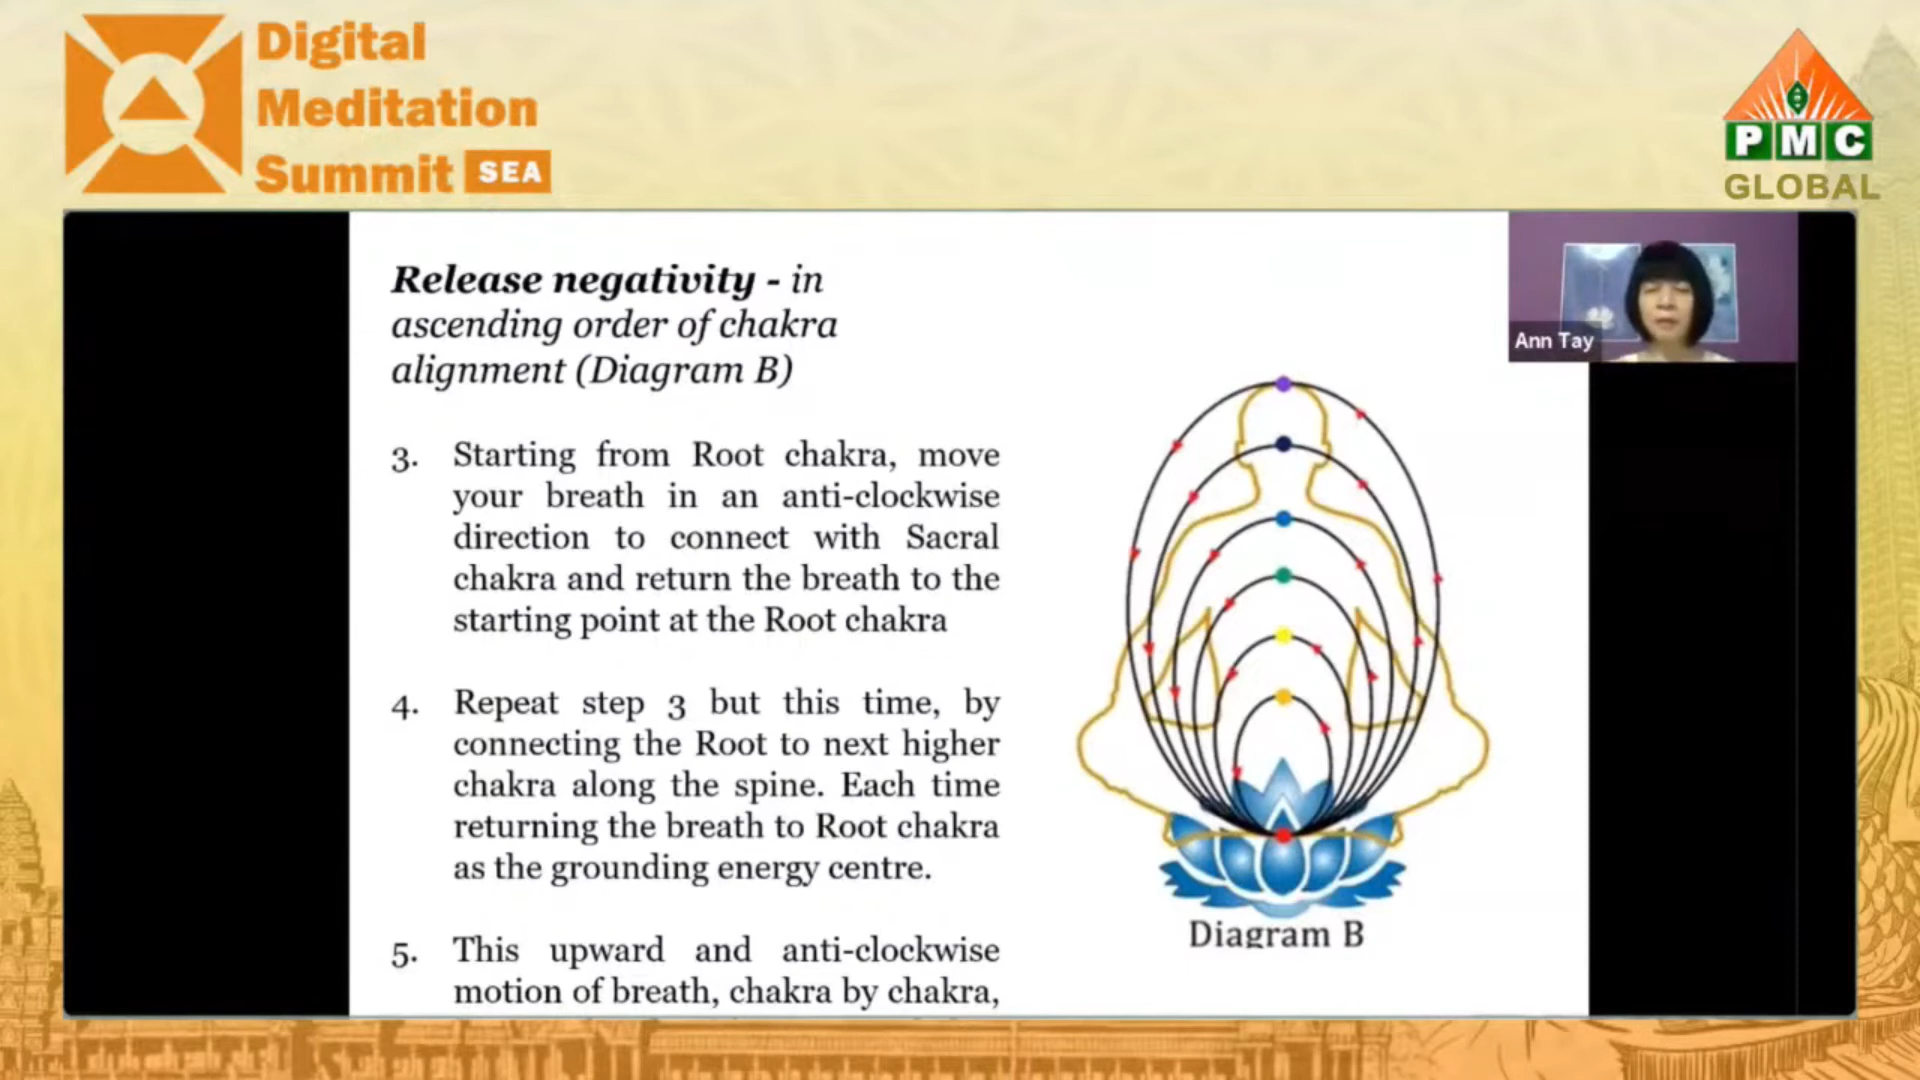 Digital
Meditation
Summit SEA
PMC
GLOBAL
Release negativity - in
ascending order of chakra
alignment (Diagram B)
Ann Tay
3. Starting from Root chakra, move
your breath in an anti-clockwise
direction to connect with Sacral
chakra and return the breath to the
starting point at the Root chakra
4. Repeat step 3 but this time, by
connecting the Root to next higher
chakra along the spine. Each time
returning the breath to Root chakra
as the grounding energy centre.
5. This upward and anti-clockwise
motion of breath, chakra by chakra,
Diagram B